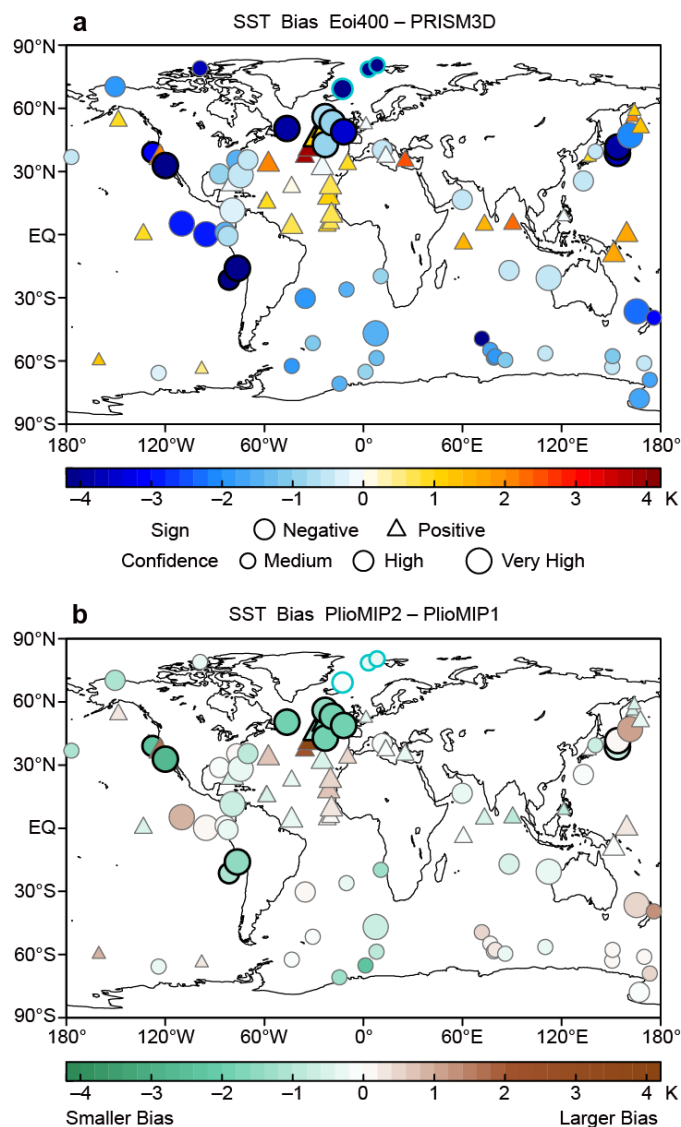 a SST Bias Eoi400 – PRISM3D
90°N
60°N
30°N
EQ
30°S
60°S
90°S
180 120°W 60°W 0° 60°E 120°E 180°
–4 –3 –2 –1 0 1 2 3 4 K
Sign Negative Positive
Confidence Medium High Very High
b SST Bias PlioMIP2 – PlioMIP1
90°N
60°N
30°N
EQ
30°S
60°S
90°S
180 120°W 60°W 0° 60°E 120°E 180°
–4 –3 –2 –1 0 1 2 3 4 K
Smaller Bias Larger Bias